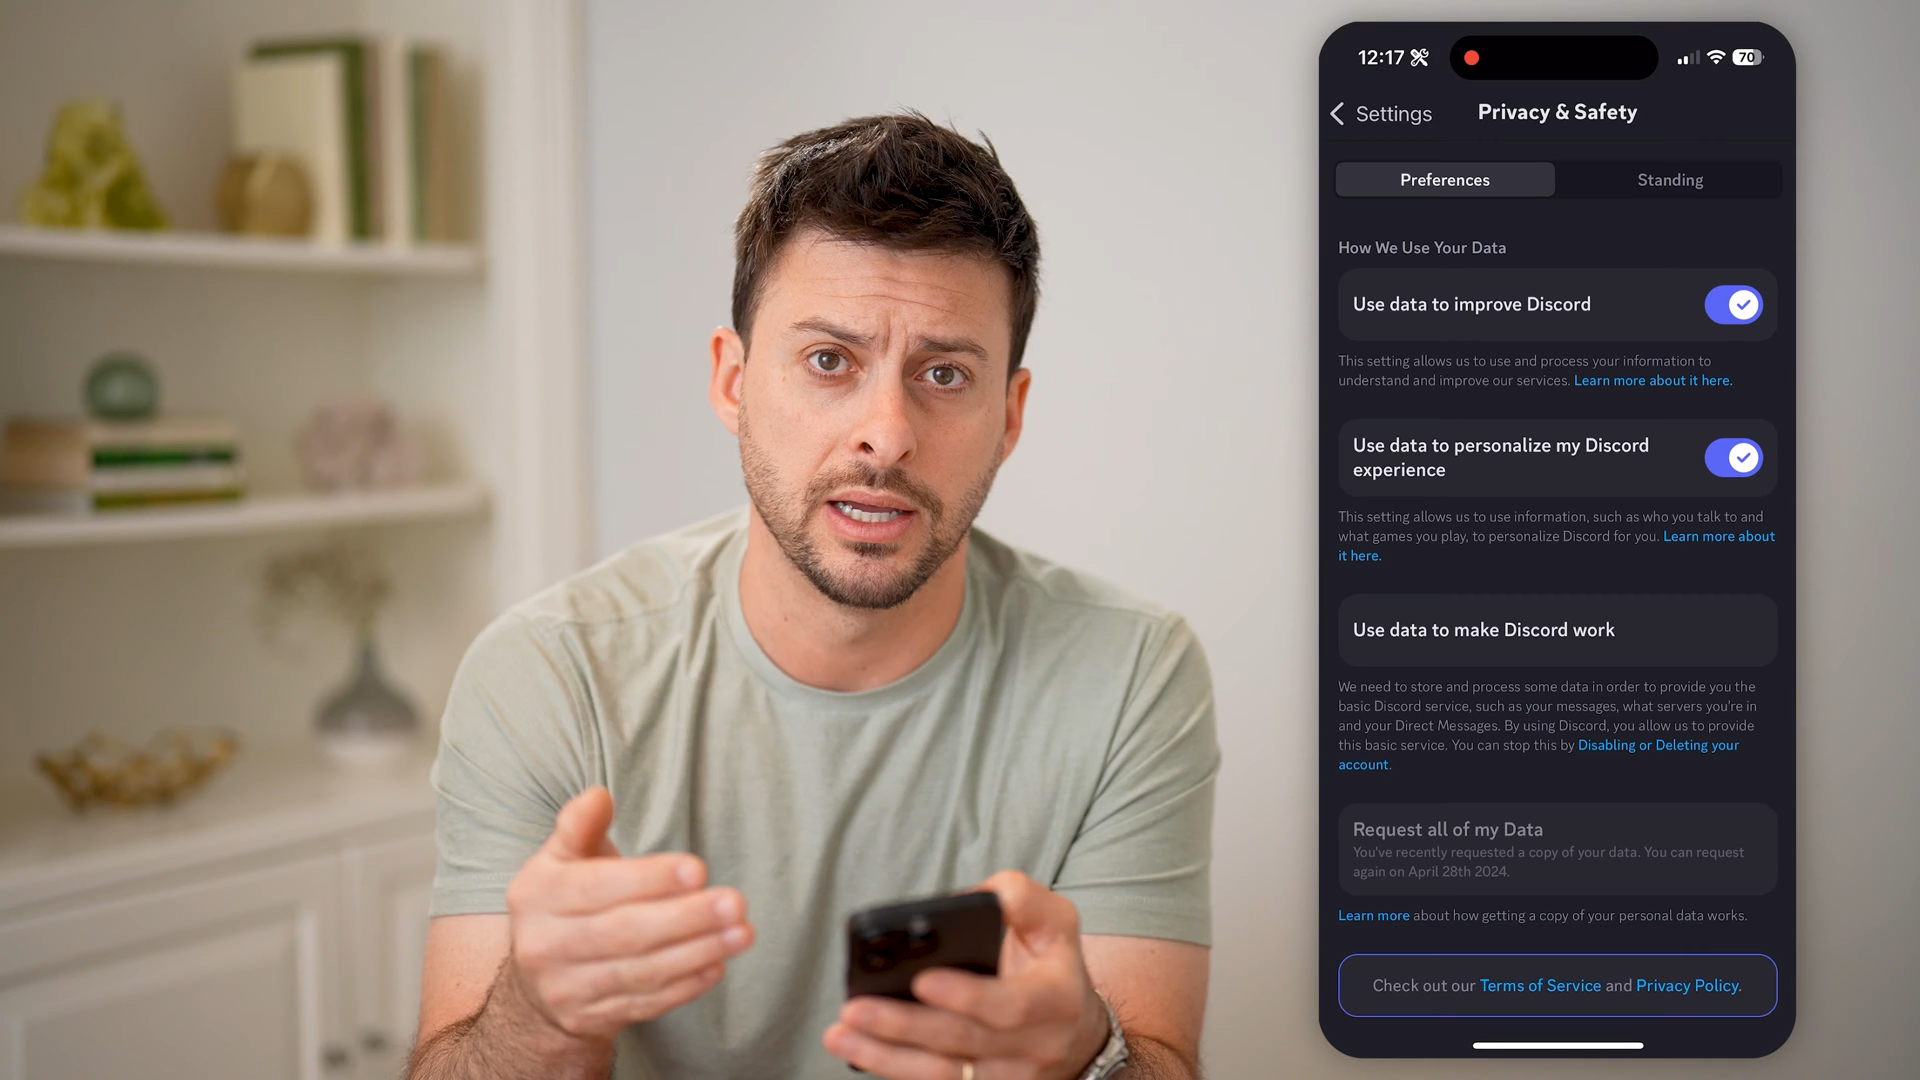 12:17
70
Settings
Privacy & Safety
Preferences
Standing
How We Use Your Data
Use data to improve Discord
This setting allows us to use and process your information to
understand and improve our services. Learn more about it here.
Use data to personalize my Discord
experience
This setting allows us to use information, such as who you talk to and
what games you play, to personalize Discord for you. Learn more about
it here.
Use data to make Discord work
We need to store and process some data in order to provide you the
basic Discord service, such as your messages, what servers you're in
and your Direct Messages. By using Discord, you allow us to provide
this basic service. You can stop this by Disabling or Deleting your
account.
Request all of my Data
You've recently requested a copy of your data. You can request
again on April 28th 2024.
Learn more about how getting a copy of your personal data works.
Check out our Terms of Service and Privacy Policy.